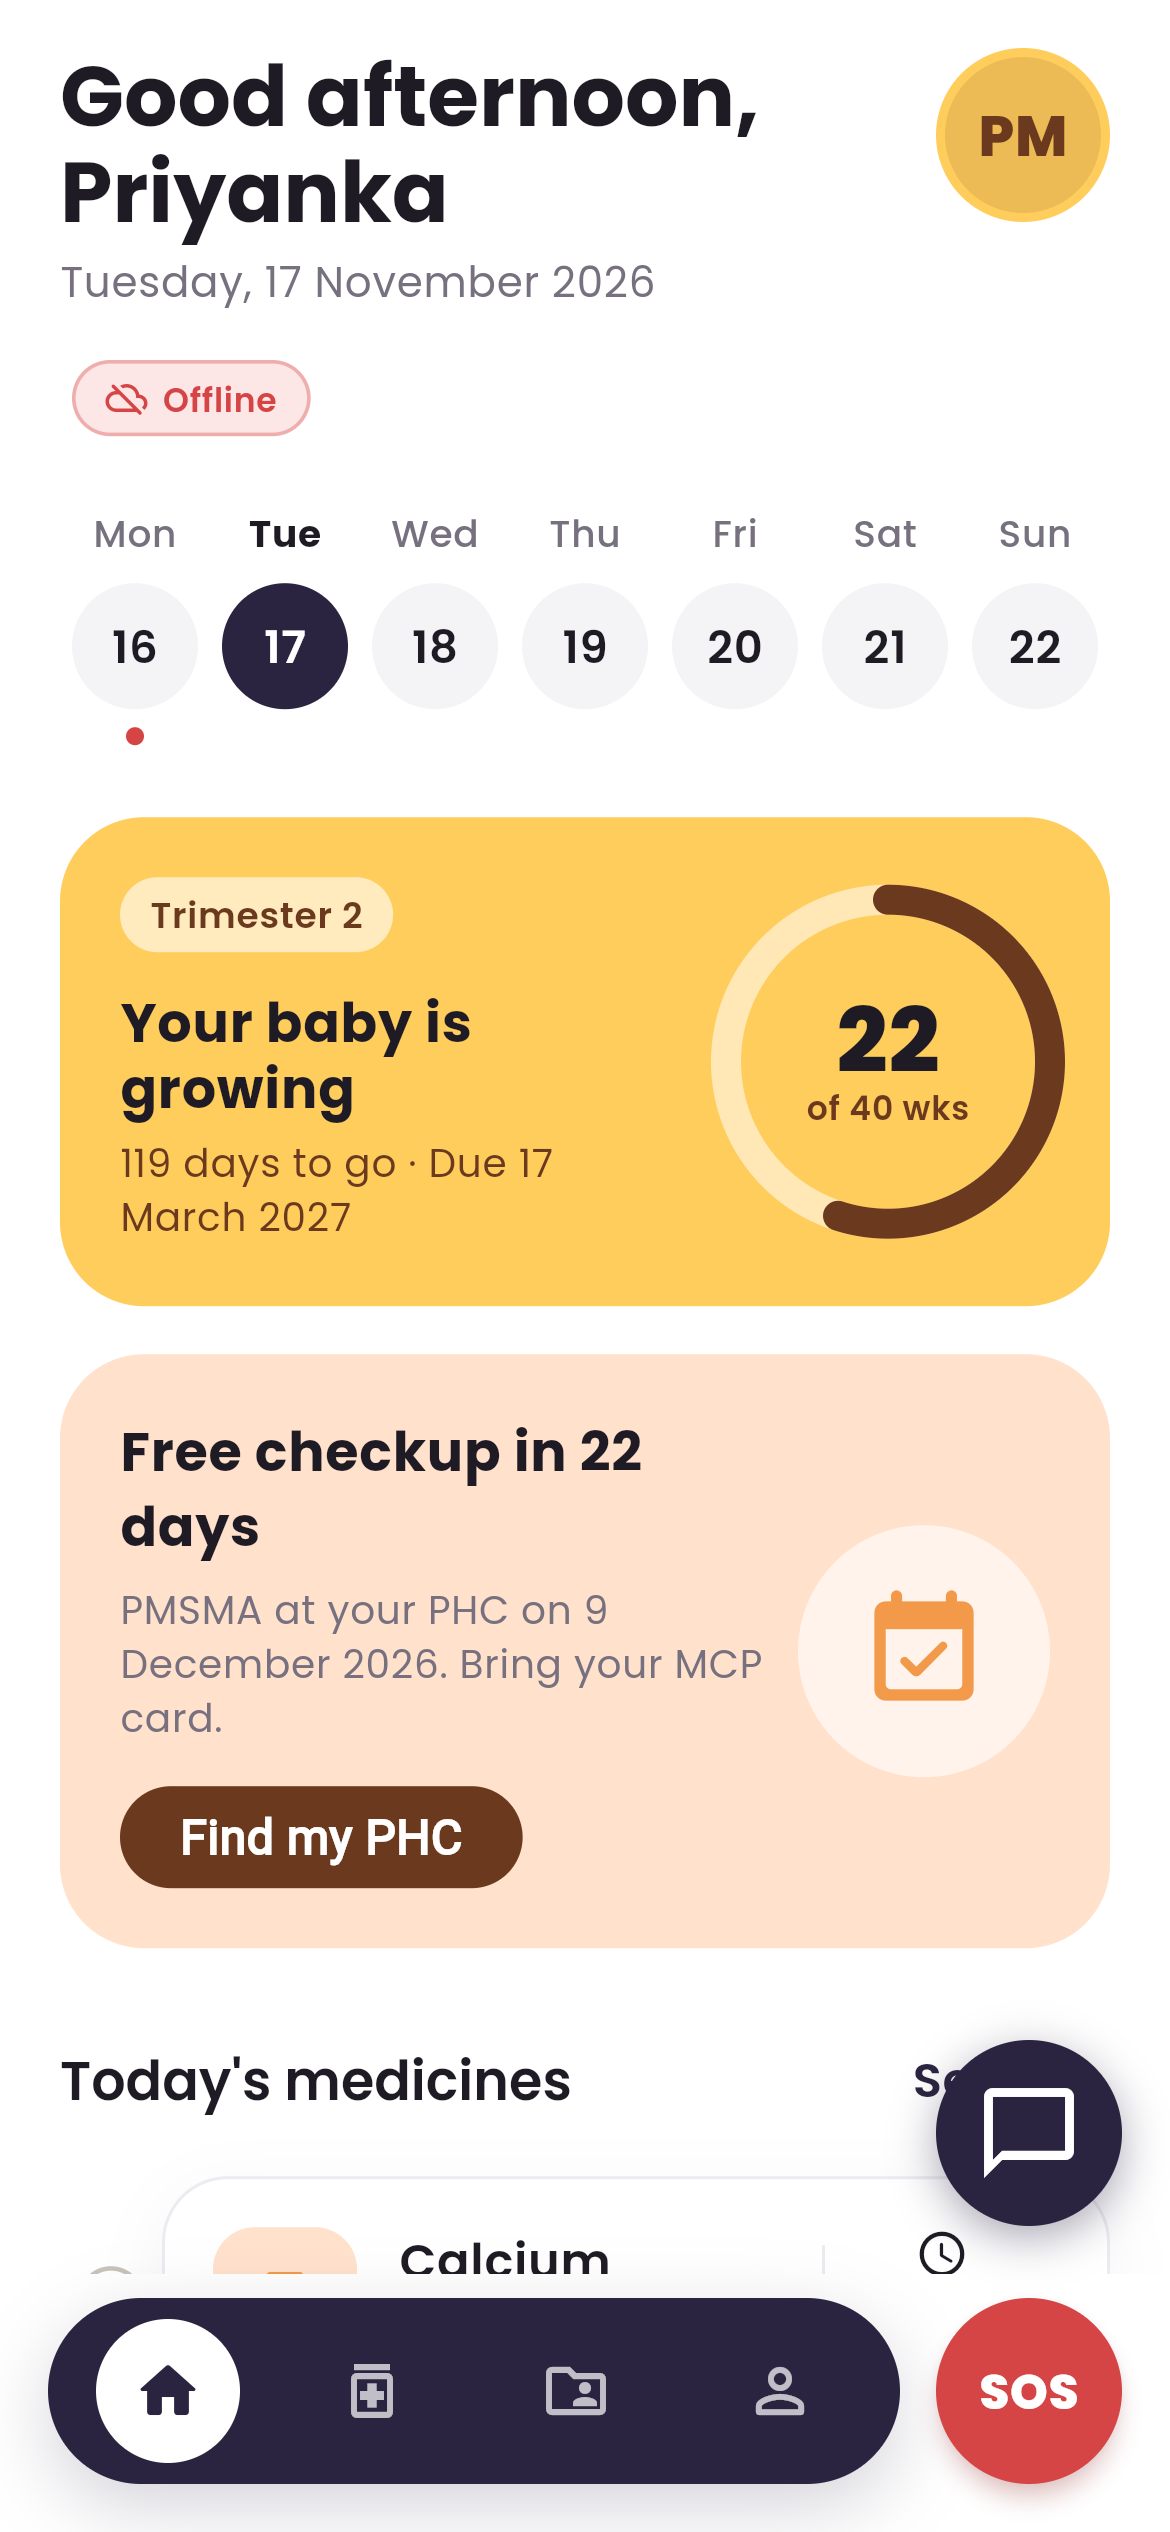 Good afternoon,
Priyanka
PM
Tuesday, 17 November 2026
Offline
Mon Tue Wed Thu Fri Sat Sun
16 17 18 19 20 21 22
Trimester 2
Your baby is
growing
119 days to go · Due 17
March 2027
22
of 40 wks
Free checkup in 22
days
PMSMA at your PHC on 9
December 2026. Bring your MCP
card.
Find my PHC
Today's medicines
Calcium
SOS